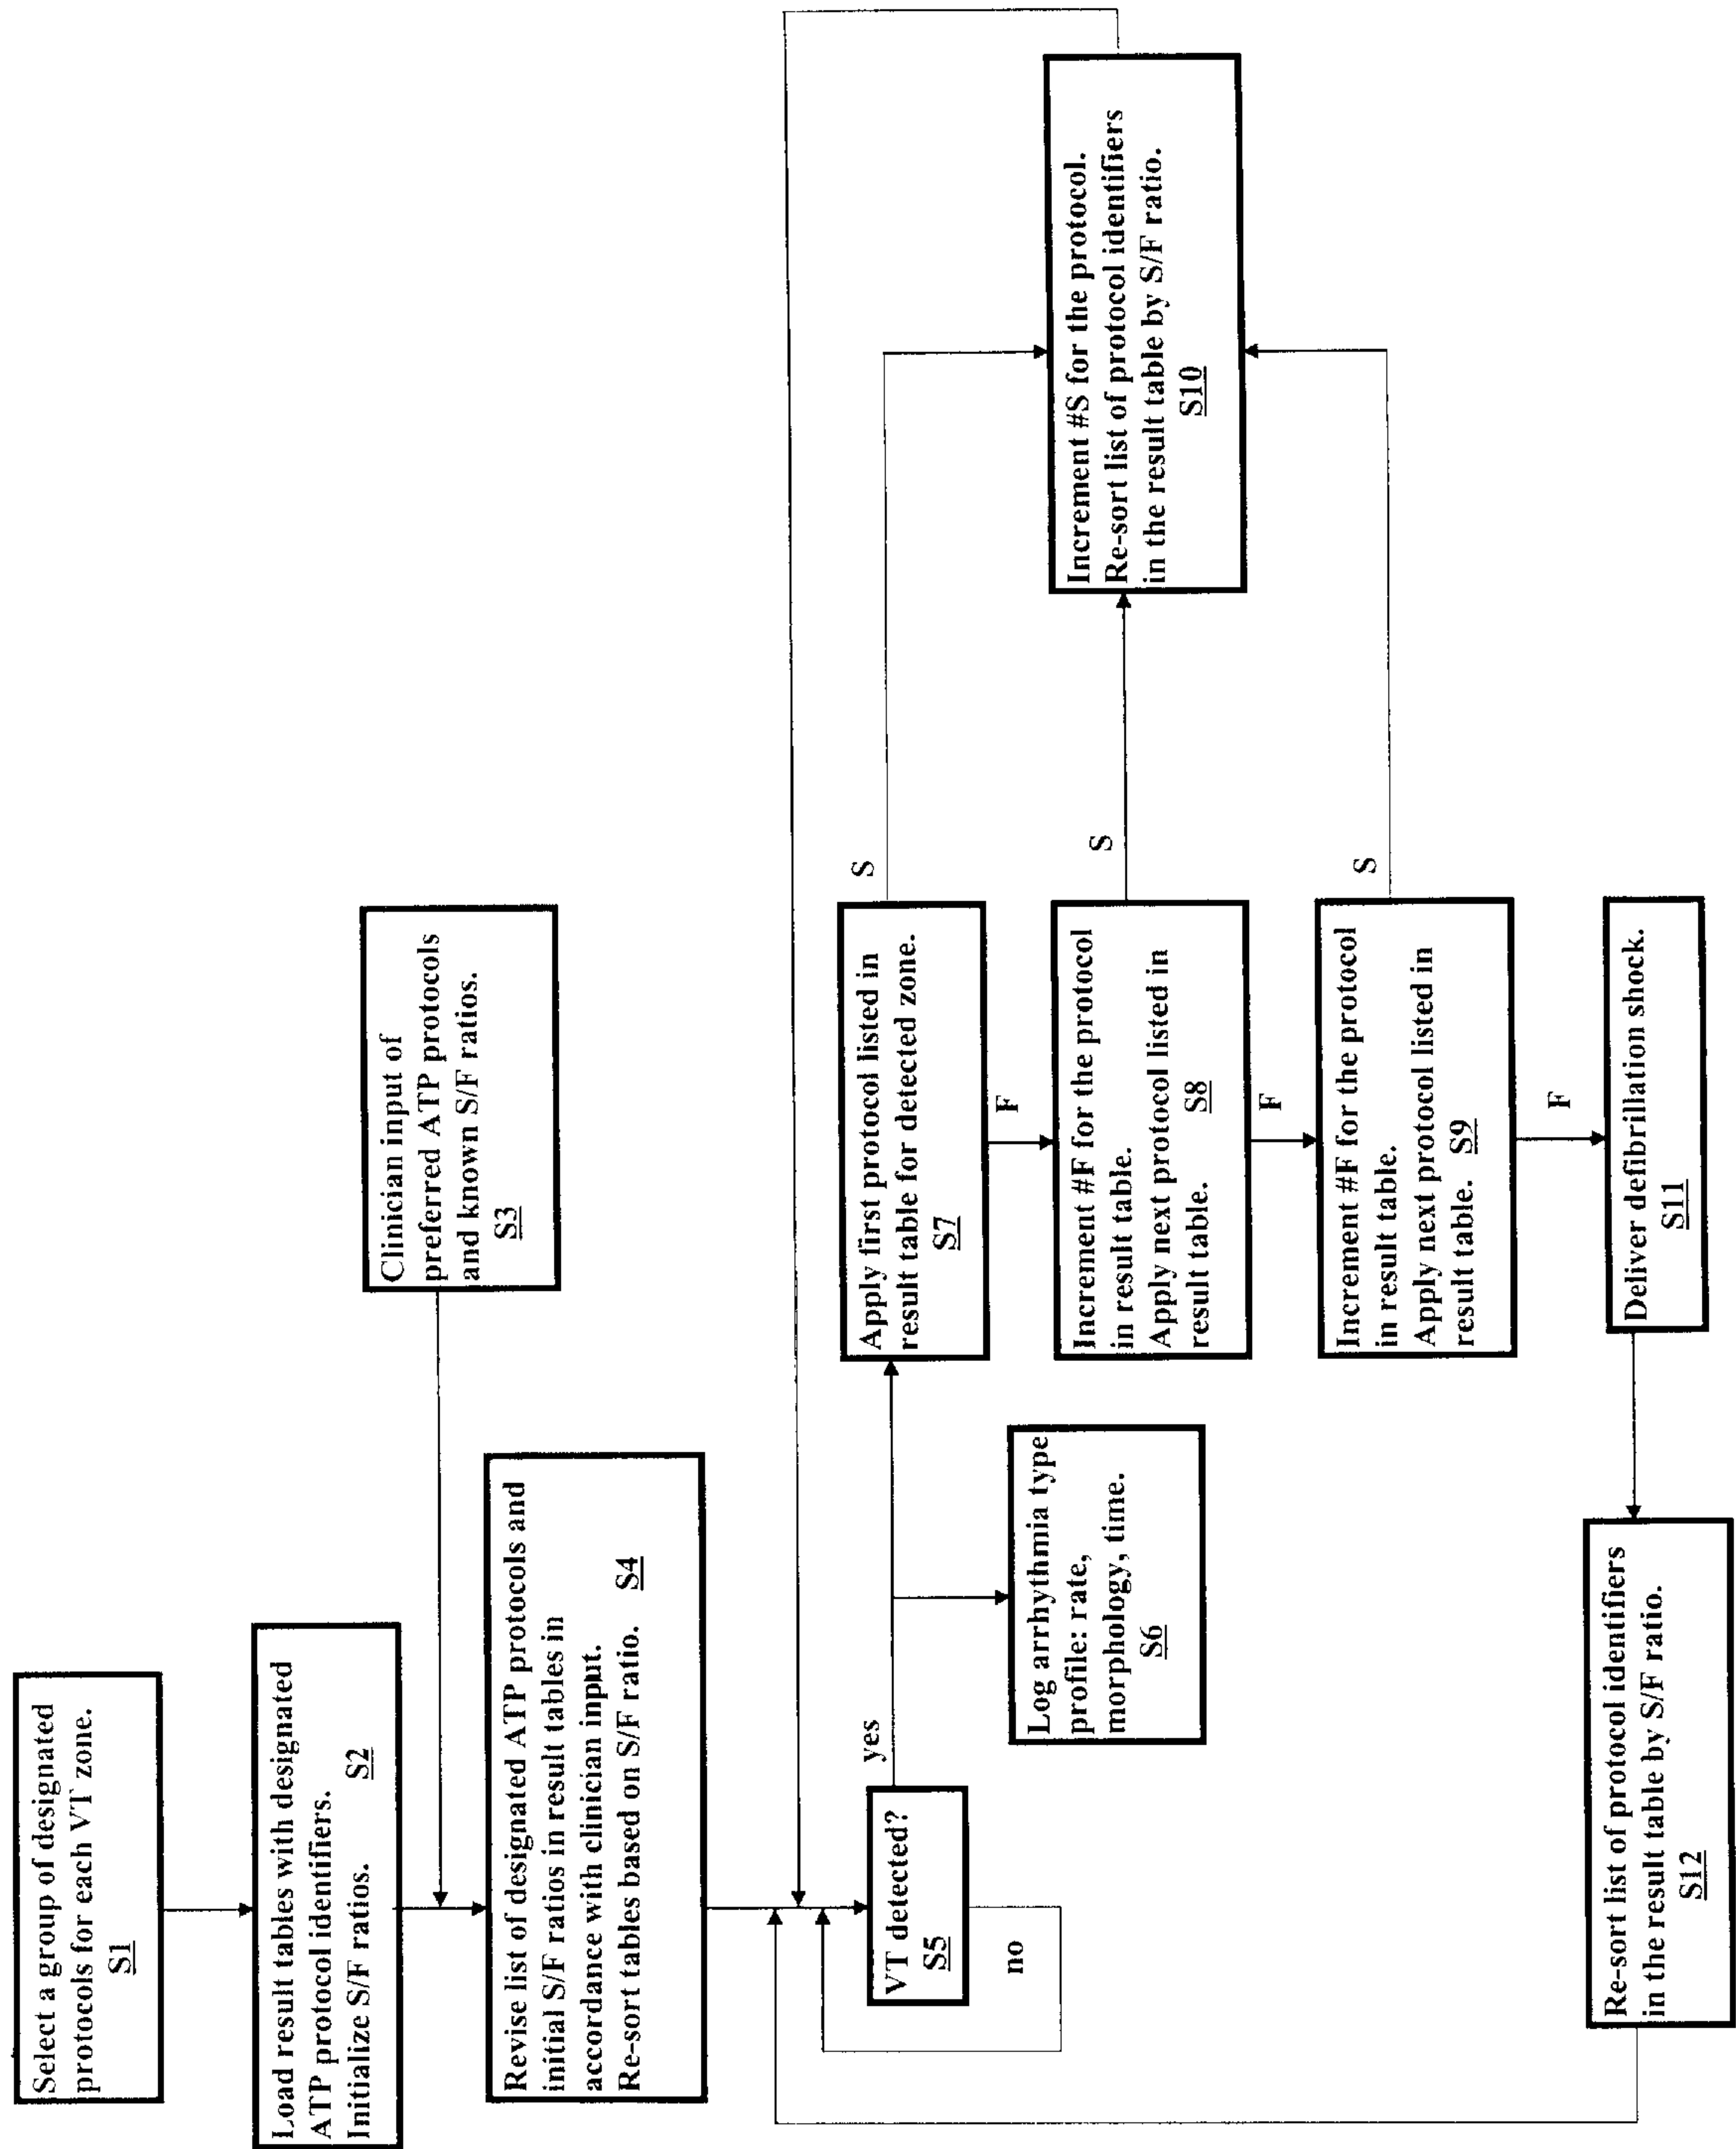 Select a group of designated
protocols for each VT zone.
S1
Load result tables with designated
ATP protocol identifiers.
Initialize S/F ratios. S2
Clinician input of
preferred ATP protocols
and known S/F ratios.
S3
Revise list of designated ATP protocols and
initial S/F ratios in result tables in
accordance with clinician input.
Re-sort tables based on S/F ratio. S4
VT detected?
S5
yes
no
Log arrhythmia type
profile: rate,
morphology, time.
S6
Apply first protocol listed in
result table for detected zone.
S7
S
F
Increment #F for the protocol
in result table.
Apply next protocol listed in
result table. S8
S
F
Increment #F for the protocol
in result table.
Apply next protocol listed in
result table. S9
S
F
Increment #S for the protocol.
Re-sort list of protocol identifiers
in the result table by S/F ratio.
S10
Deliver defibrillation shock.
S11
Re-sort list of protocol identifiers
in the result table by S/F ratio.
S12